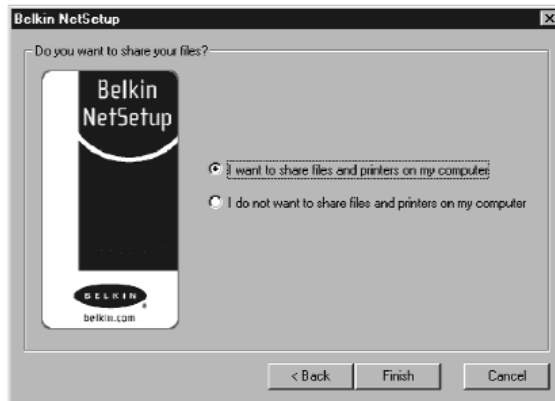 Belkin NetSetup
Do you want to share your files?
Belkin
NetSetup
I want to share files and printers on my computer
I do not want to share files and printers on my computer
BELKIN
®
belkin.com
< Back
Finish
Cancel